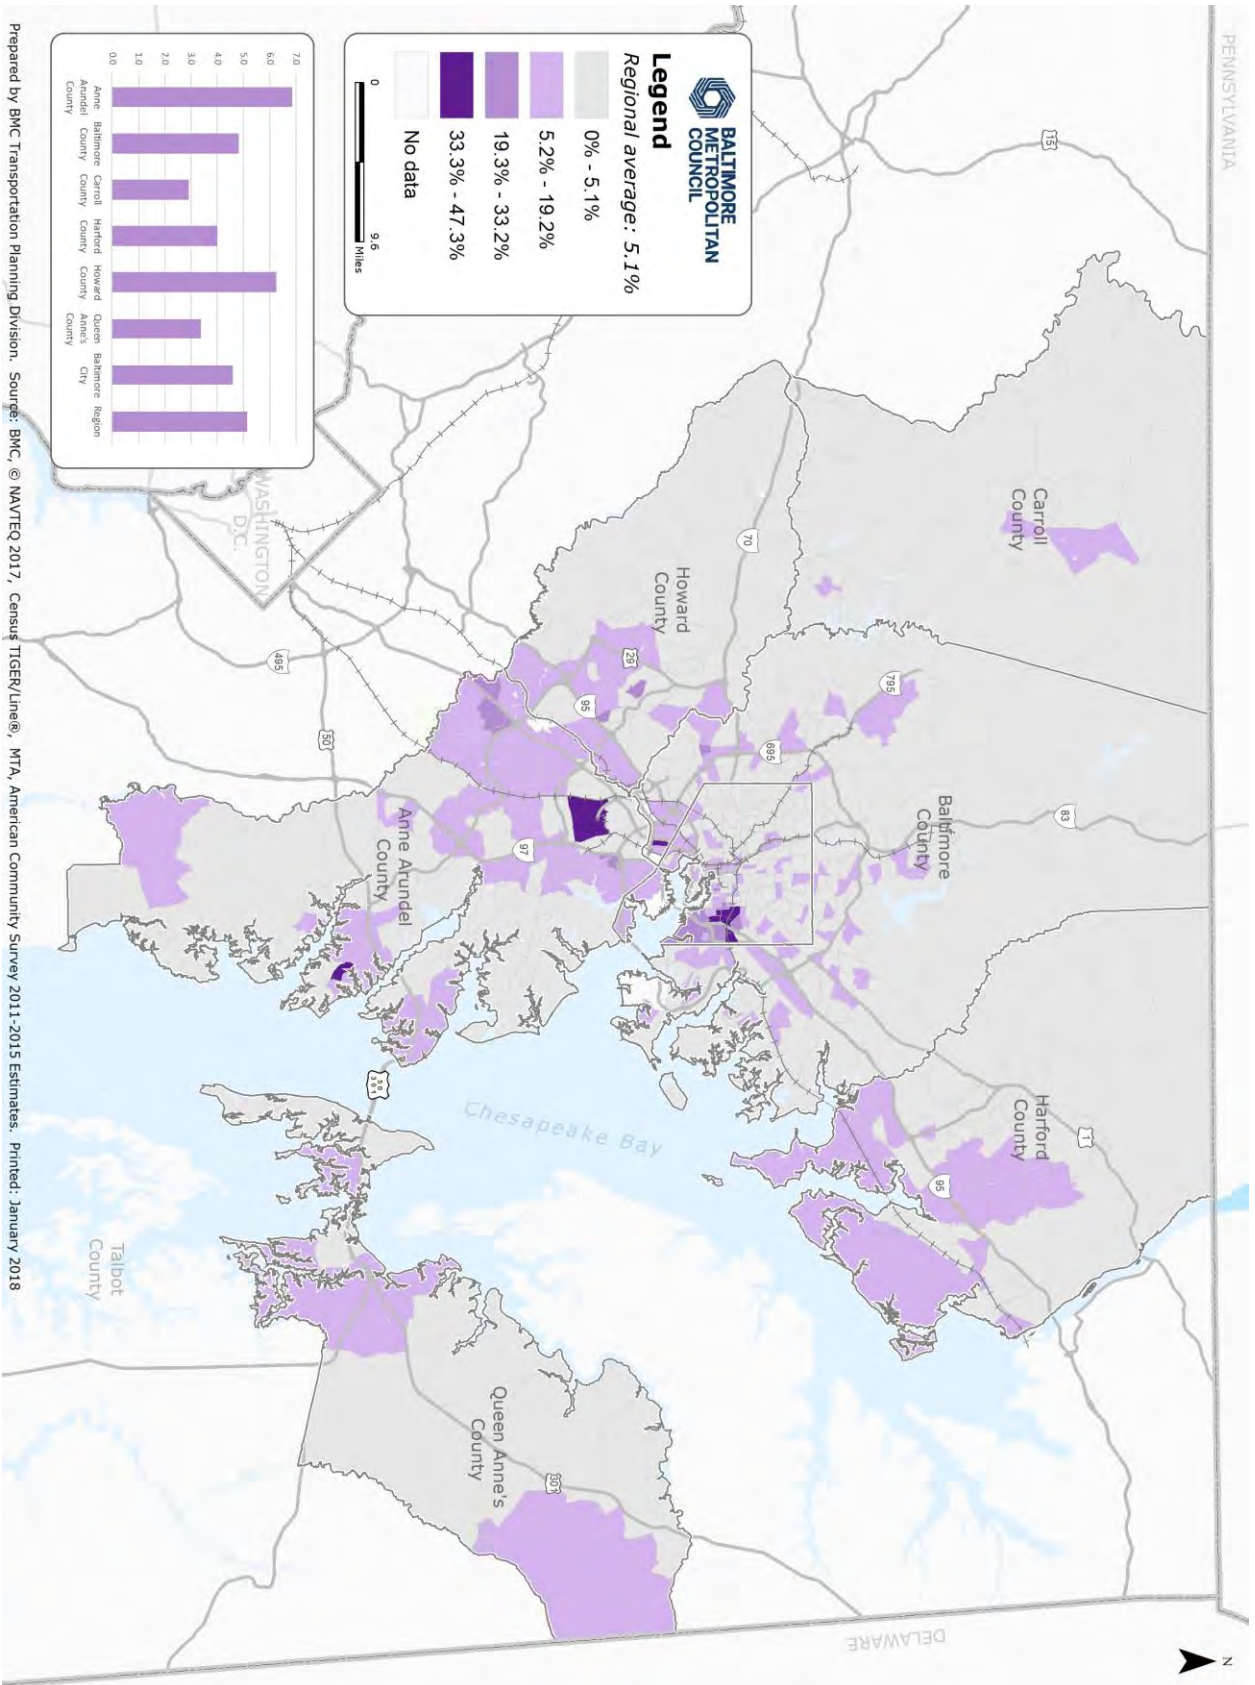 PENNSYLVANIA
15
BALTIMORE
METROPOLITAN
COUNCIL
Legend
Regional average: 5.1%
0% - 5.1%
5.2% - 19.2%
19.3% - 33.2%
33.3% - 47.3%
No data
0 9.6
Miles
7.0
6.0
5.0
4.0
3.0
2.0
1.0
0.0
Anne Arundel County
Baltimore County
Carroll County
Harford County
Howard County
Queen Anne's County
Baltimore City
Region
Carroll
County
70
Howard
County
29
95
795
695
83
Baltimore
County
Harford
County
1
95
WASHINGTON
D.C.
495
50
97
Anne Arundel
County
50
301
Chesapeake Bay
Talbot
County
Queen Anne's
County
301
DELAWARE
N
Prepared by BMC Transportation Planning Division. Source: BMC, © NAVTEQ 2017, Census TIGER/Line®, MTA, American Community Survey 2011-2015 Estimates. Printed: January 2018